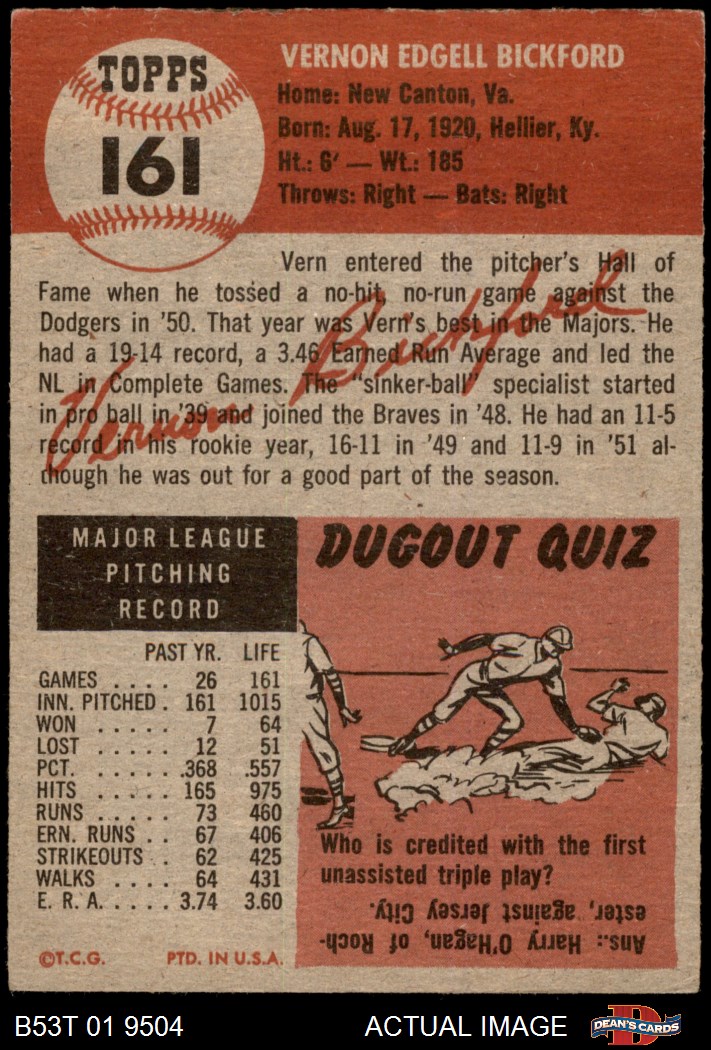 TOPPS
161
VERNON EDGELL BICKFORD
Home: New Canton, Va.
Born: Aug. 17, 1920, Hellier, Ky.
Ht.: 6' — Wt.: 185
Throws: Right — Bats: Right
Vern entered the pitcher's Hall of
Fame when he tossed a no-hit, no-run game against the
Dodgers in '50. That year was Vern's best in the Majors. He
had a 19-14 record, a 3.46 Earned Run Average and led the
NL in Complete Games. The "sinker-ball" specialist started
in pro ball in '39 and joined the Braves in '48. He had an 11-5
record in his rookie year, 16-11 in '49 and 11-9 in '51 al-
though he was out for a good part of the season.
Vernon Bickford
MAJOR LEAGUE
PITCHING
RECORD
PAST YR. LIFE
GAMES . . . . 26 161
INN. PITCHED . 161 1015
WON . . . . . 7 64
LOST . . . . . 12 51
PCT. . . . . . .368 .557
HITS . . . . . 165 975
RUNS . . . . . 73 460
ERN. RUNS . . 67 406
STRIKEOUTS . . 62 425
WALKS . . . . 64 431
E. R. A. . . . . . 3.74 3.60
©T.C.G. PTD. IN U.S.A.
DUGOUT QUIZ
Who is credited with the first
unassisted triple play?
Ans.: Harry O'Hagan, of Roch-
ester, against Jersey City.
B53T 01 9504 ACTUAL IMAGE
D
DEAN'S CARDS